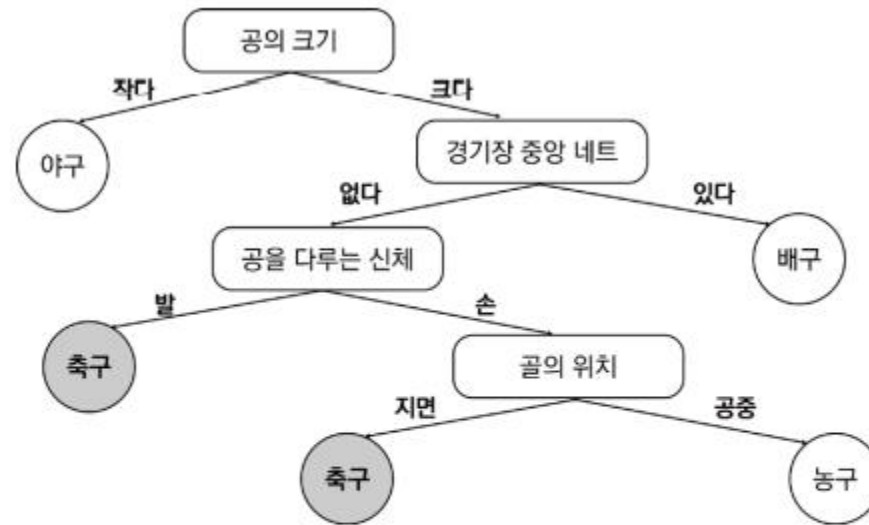 공의 크기
작다
크다
야구
경기장 중앙 네트
없다
있다
공을 다루는 신체
배구
발
손
축구
골의 위치
지면
공중
축구
농구